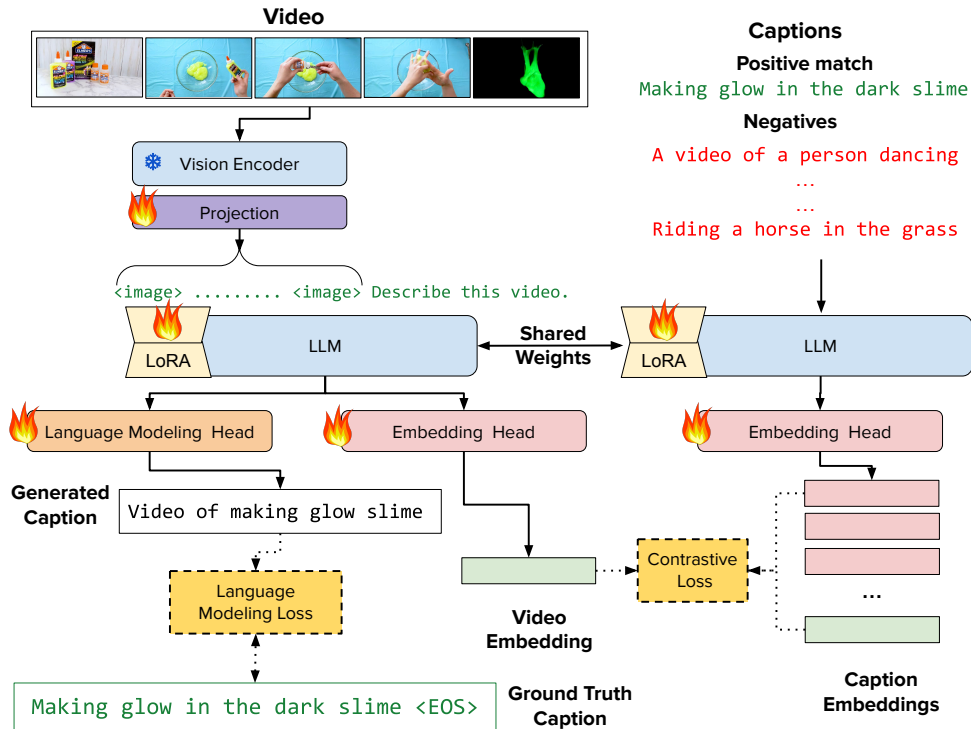 Video
Captions
Positive match
Making glow in the dark slime
Negatives
A video of a person dancing
...
...
Riding a horse in the grass
Vision Encoder
Projection
<image> ......... <image> Describe this video.
LoRA
LLM
Shared
Weights
LoRA
LLM
Language Modeling Head
Embedding Head
Embedding Head
Generated
Caption
Video of making glow slime
Language
Modeling Loss
Contrastive
Loss
...
Video
Embedding
Making glow in the dark slime <EOS>
Ground Truth
Caption
Caption
Embeddings